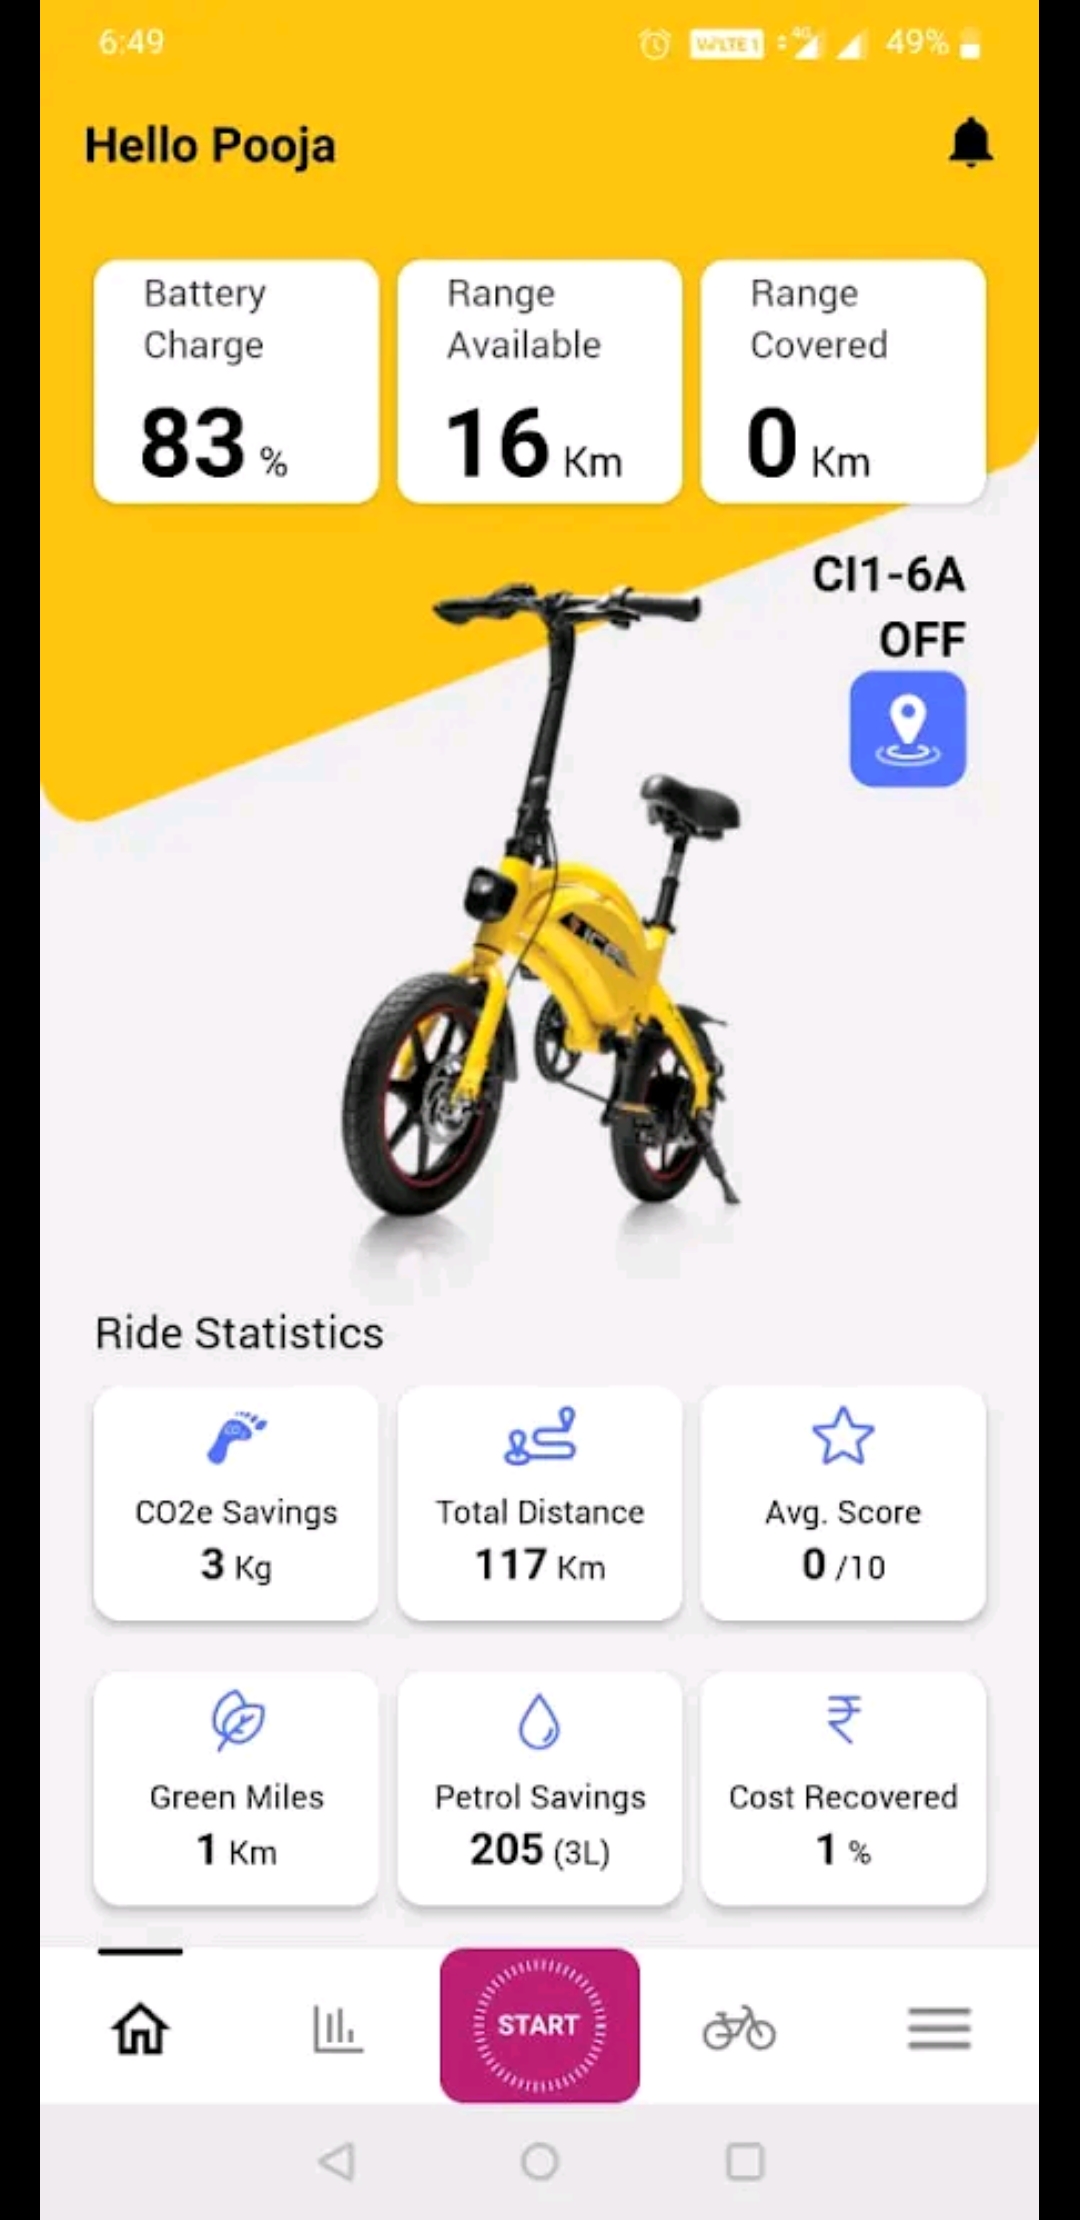 6:49
VoLTE 1
4G
49%
Hello Pooja
Battery
Charge
83 %
Range
Available
16 Km
Range
Covered
0 Km
CI1-6A
OFF
Ride Statistics
CO2e Savings
3 Kg
Total Distance
117 Km
Avg. Score
0 /10
Green Miles
1 Km
Petrol Savings
205 (3L)
₹
Cost Recovered
1 %
START